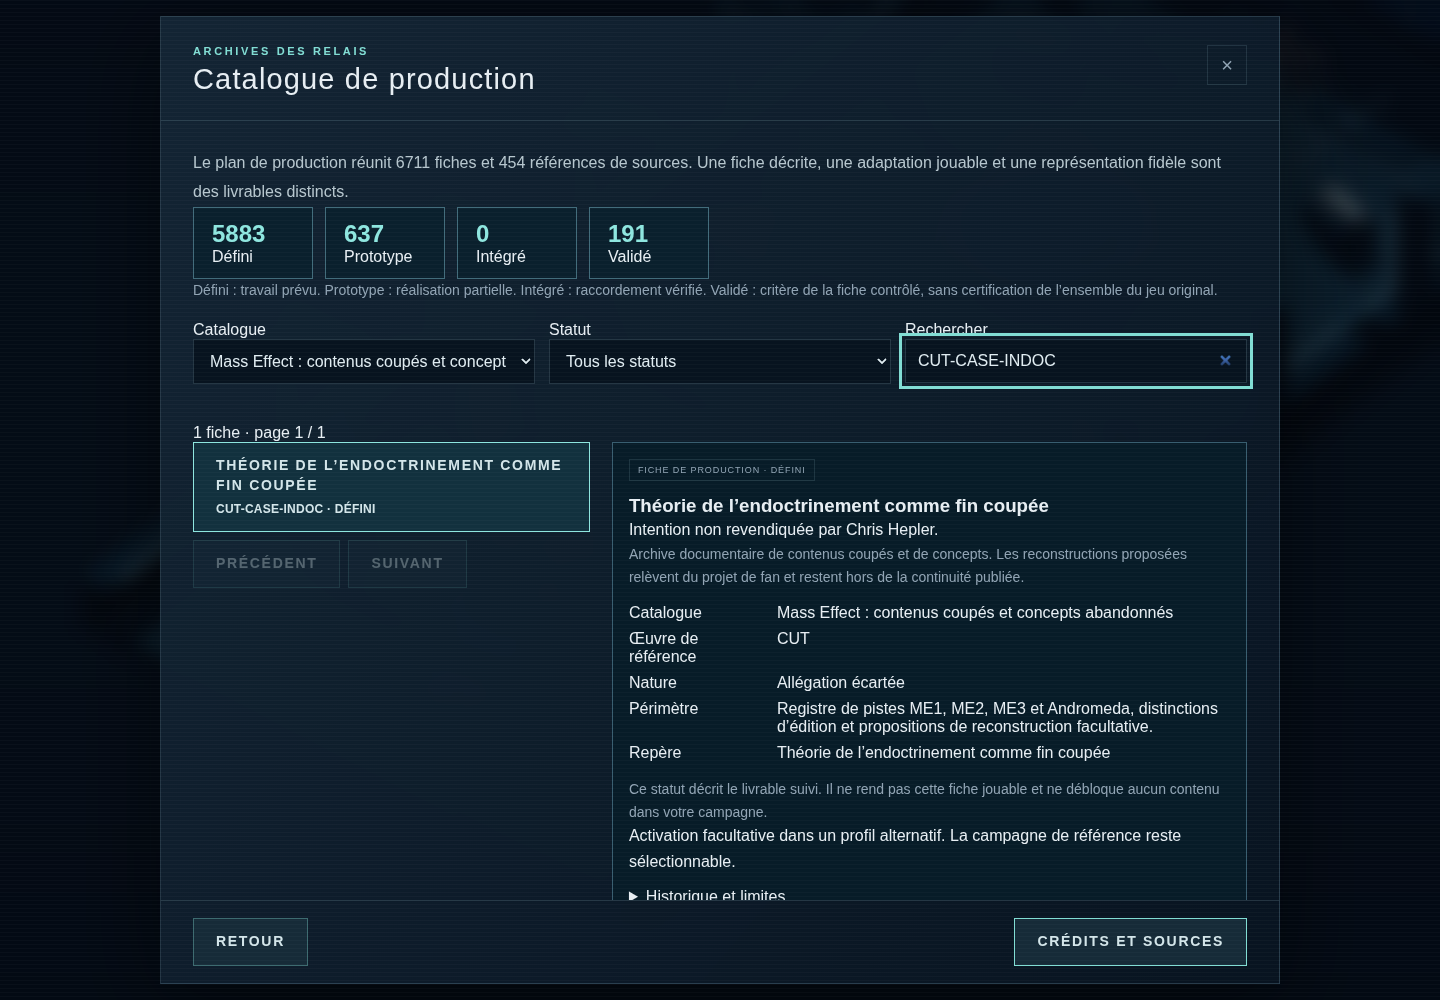 ARCHIVES DES RELAIS
Catalogue de production
×
Le plan de production réunit 6711 fiches et 454 références de sources. Une fiche décrite, une adaptation jouable et une représentation fidèle sont
des livrables distincts.
5883
Défini
637
Prototype
0
Intégré
191
Validé
Défini : travail prévu. Prototype : réalisation partielle. Intégré : raccordement vérifié. Validé : critère de la fiche contrôlé, sans certification de l’ensemble du jeu original.
Catalogue
Mass Effect : contenus coupés et concept
Statut
Tous les statuts
Rechercher
CUT-CASE-INDOC
1 fiche · page 1 / 1
THÉORIE DE L’ENDOCTRINEMENT COMME
FIN COUPÉE
CUT-CASE-INDOC · DÉFINI
PRÉCÉDENT
SUIVANT
FICHE DE PRODUCTION · DÉFINI
Théorie de l’endoctrinement comme fin coupée
Intention non revendiquée par Chris Hepler.
Archive documentaire de contenus coupés et de concepts. Les reconstructions proposées
relèvent du projet de fan et restent hors de la continuité publiée.
Catalogue
Mass Effect : contenus coupés et concepts abandonnés
Œuvre de
référence
CUT
Nature
Allégation écartée
Périmètre
Registre de pistes ME1, ME2, ME3 et Andromeda, distinctions
d’édition et propositions de reconstruction facultative.
Repère
Théorie de l’endoctrinement comme fin coupée
Ce statut décrit le livrable suivi. Il ne rend pas cette fiche jouable et ne débloque aucun contenu
dans votre campagne.
Activation facultative dans un profil alternatif. La campagne de référence reste
sélectionnable.
Historique et limites
RETOUR
CRÉDITS ET SOURCES